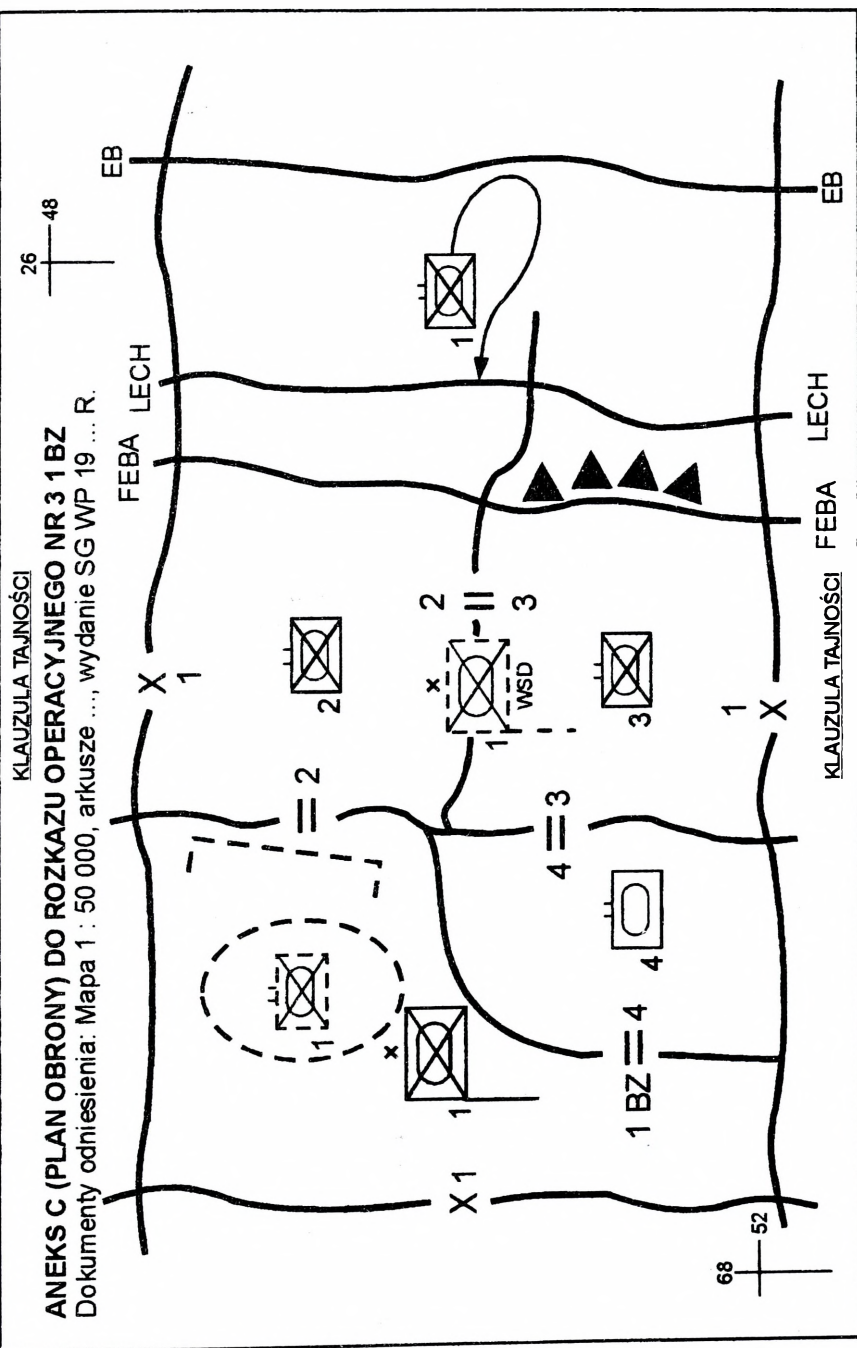 KLAUZULA TAJNOŚCI
ANEKS C (PLAN OBRONY) DO ROZKAZU OPERACYJNEGO NR 3 1 BZ
Dokumenty odniesienia: Mapa 1 : 50 000, arkusze ..., wydanie SG WP 19 ... R.
26
48
FEBA
LECH
EB
X
1
2
2
1
1
1
X 1
X
X
1
WSD
2
3
1
4
3
3
4
1 BZ
4
1
X
68
52
FEBA
LECH
EB
KLAUZULA TAJNOŚCI